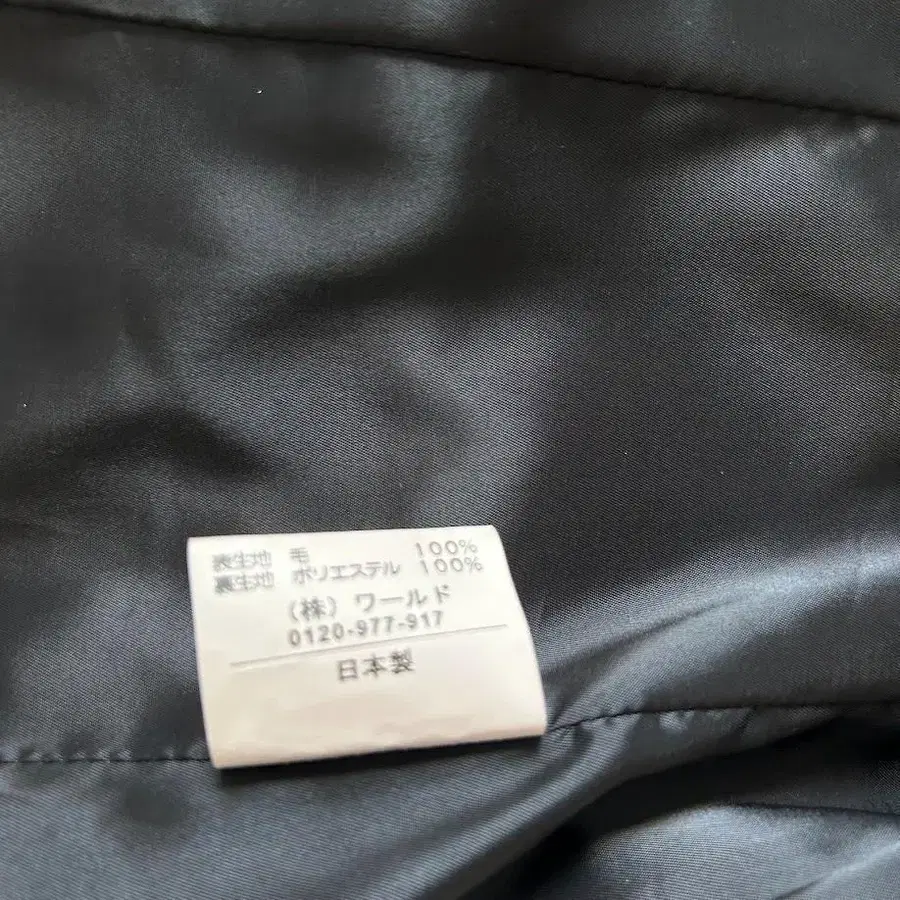 表生地 毛 100%
裏生地 ポリエステル 100%
(株) ワールド
0120-977-917
日本製